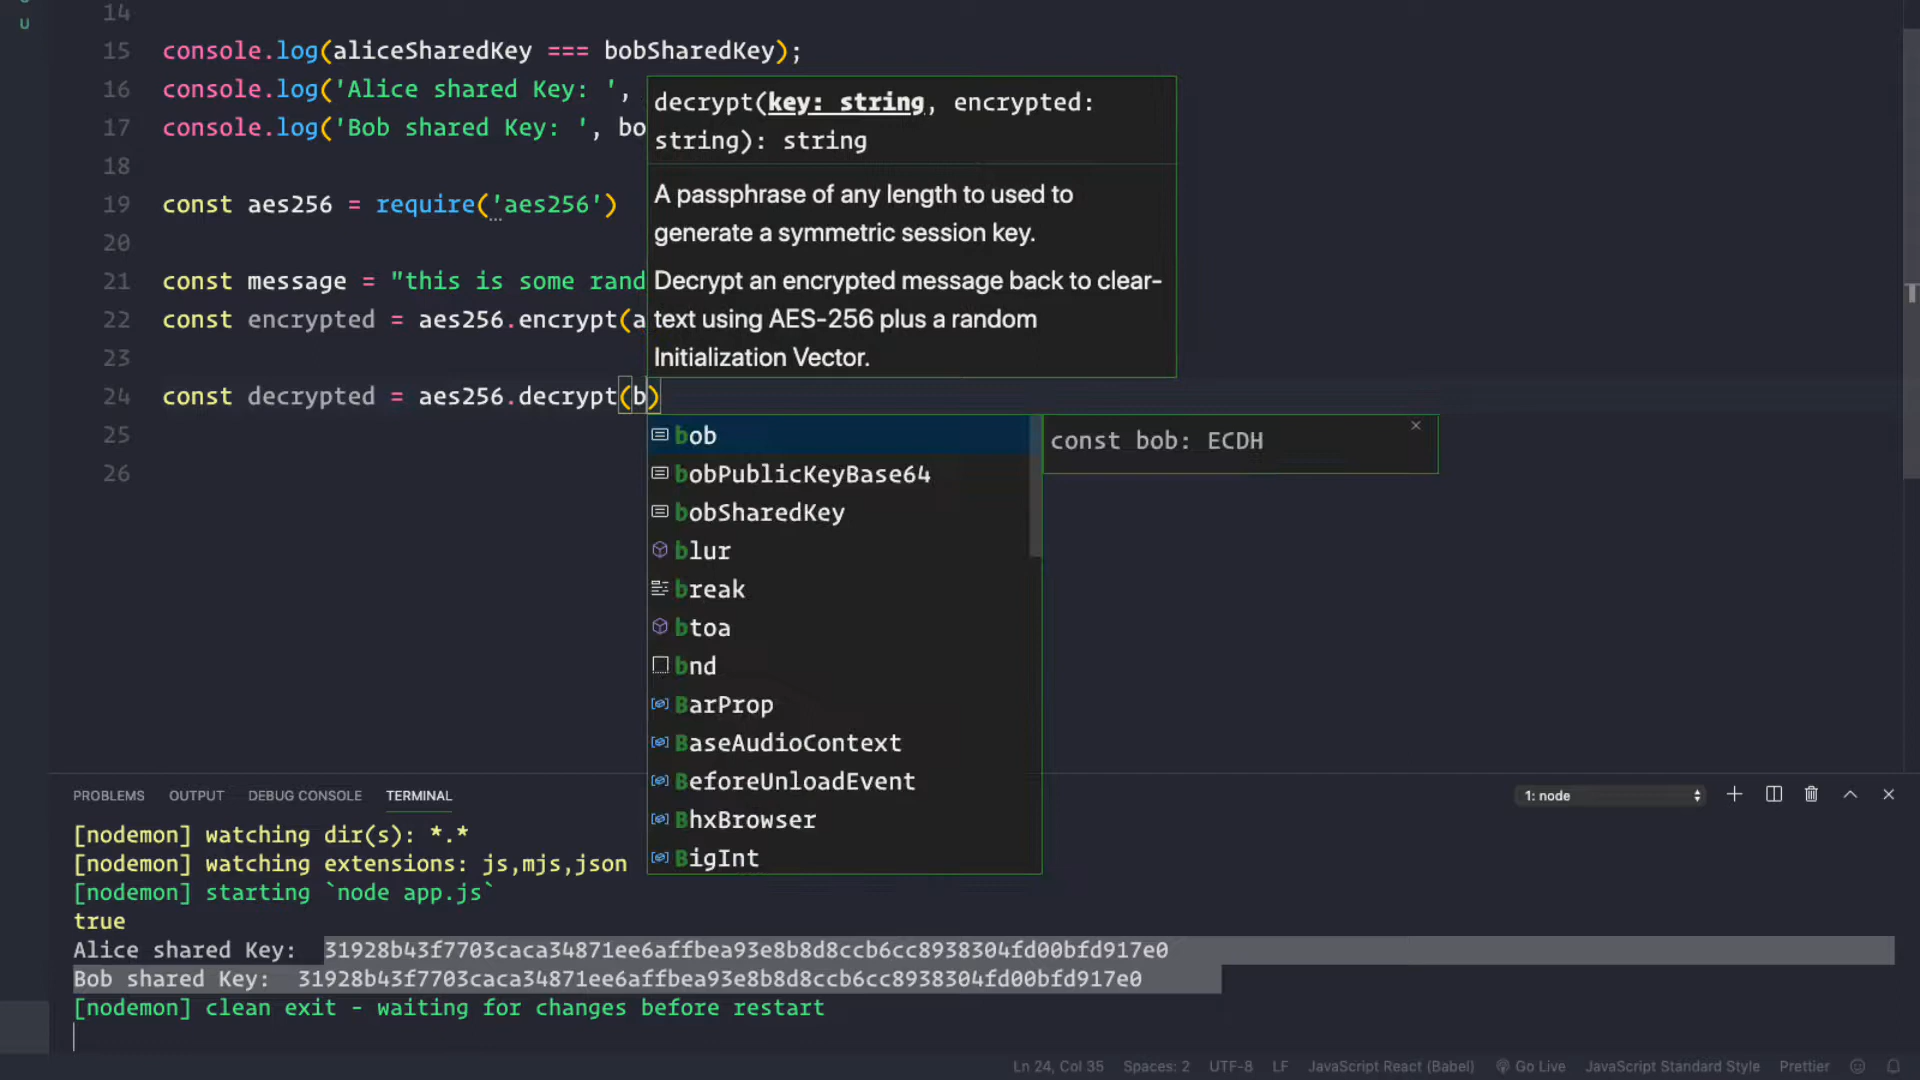 U
14
15 console.log(aliceSharedKey === bobSharedKey);
16 console.log('Alice shared Key: ',
17 console.log('Bob shared Key: ', bo
18
19 const aes256 = require('aes256')
20
21 const message = "this is some rand
22 const encrypted = aes256.encrypt(a
23
24 const decrypted = aes256.decrypt(b)
25
26
decrypt(key: string, encrypted:
string): string
A passphrase of any length to used to
generate a symmetric session key.
Decrypt an encrypted message back to clear-
text using AES-256 plus a random
Initialization Vector.
bob
bobPublicKeyBase64
bobSharedKey
blur
break
btoa
bnd
BarProp
BaseAudioContext
BeforeUnloadEvent
BhxBrowser
BigInt
const bob: ECDH
PROBLEMS OUTPUT DEBUG CONSOLE TERMINAL 1: node
[nodemon] watching dir(s): *.*
[nodemon] watching extensions: js,mjs,json
[nodemon] starting `node app.js`
true
Alice shared Key:  31928b43f7703caca34871ee6affbea93e8b8d8ccb6cc8938304fd00bfd917e0
Bob shared Key:  31928b43f7703caca34871ee6affbea93e8b8d8ccb6cc8938304fd00bfd917e0
[nodemon] clean exit - waiting for changes before restart
Ln 24, Col 35 Spaces: 2 UTF-8 LF JavaScript React (Babel) Go Live JavaScript Standard Style Prettier